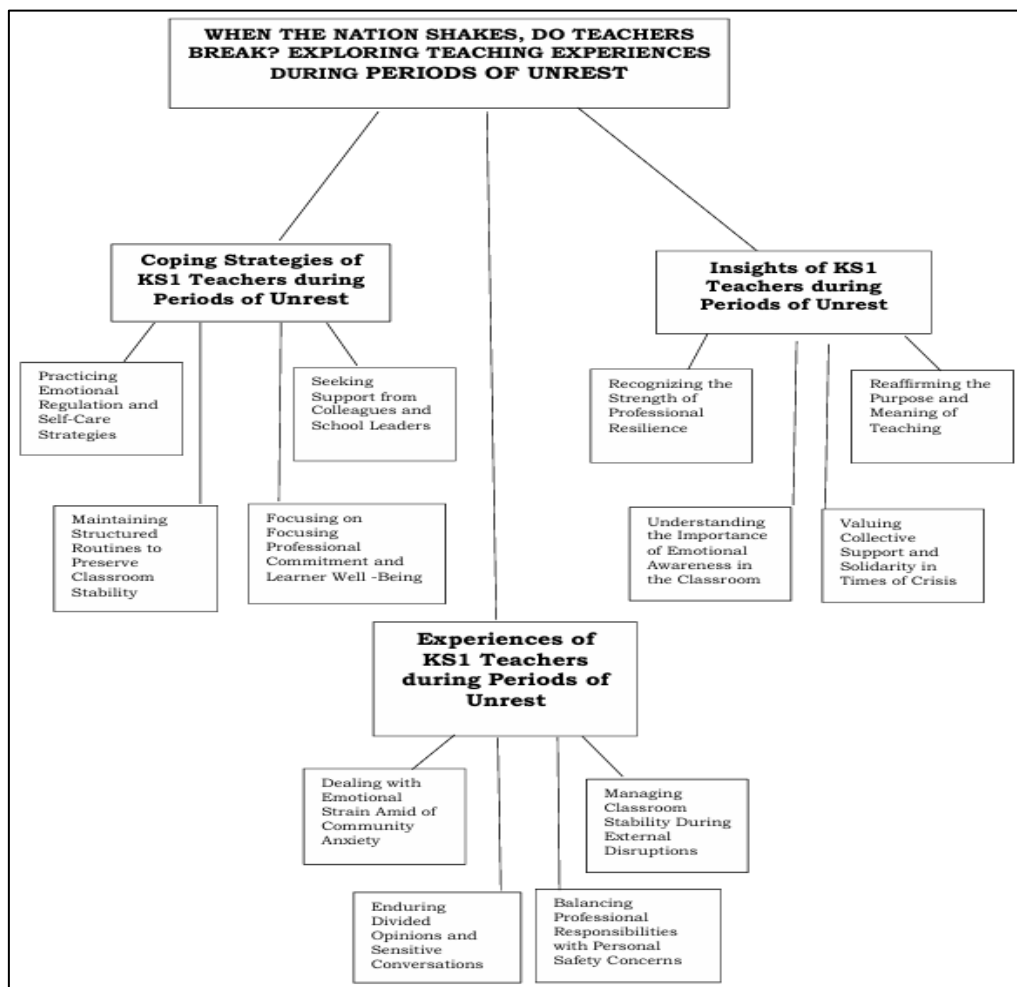 WHEN THE NATION SHAKES, DO TEACHERS
BREAK? EXPLORING TEACHING EXPERIENCES
DURING PERIODS OF UNREST
Coping Strategies of
KS1 Teachers during
Periods of Unrest
Insights of KS1
Teachers during
Periods of Unrest
Practicing
Emotional
Regulation and
Self-Care
Strategies
Seeking
Support from
Colleagues and
School Leaders
Recognizing the
Strength of
Professional
Resilience
Reaffirming the
Purpose and
Meaning of
Teaching
Maintaining
Structured
Routines to
Preserve
Classroom
Stability
Focusing on
Focusing
Professional
Commitment and
Learner Well -Being
Understanding
the Importance
of Emotional
Awareness in
the Classroom
Valuing
Collective
Support and
Solidarity in
Times of Crisis
Experiences of
KS1 Teachers
during Periods of
Unrest
Dealing with
Emotional
Strain Amid of
Community
Anxiety
Managing
Classroom
Stability During
External
Disruptions
Enduring
Divided
Opinions and
Sensitive
Conversations
Balancing
Professional
Responsibilities
with Personal
Safety Concerns